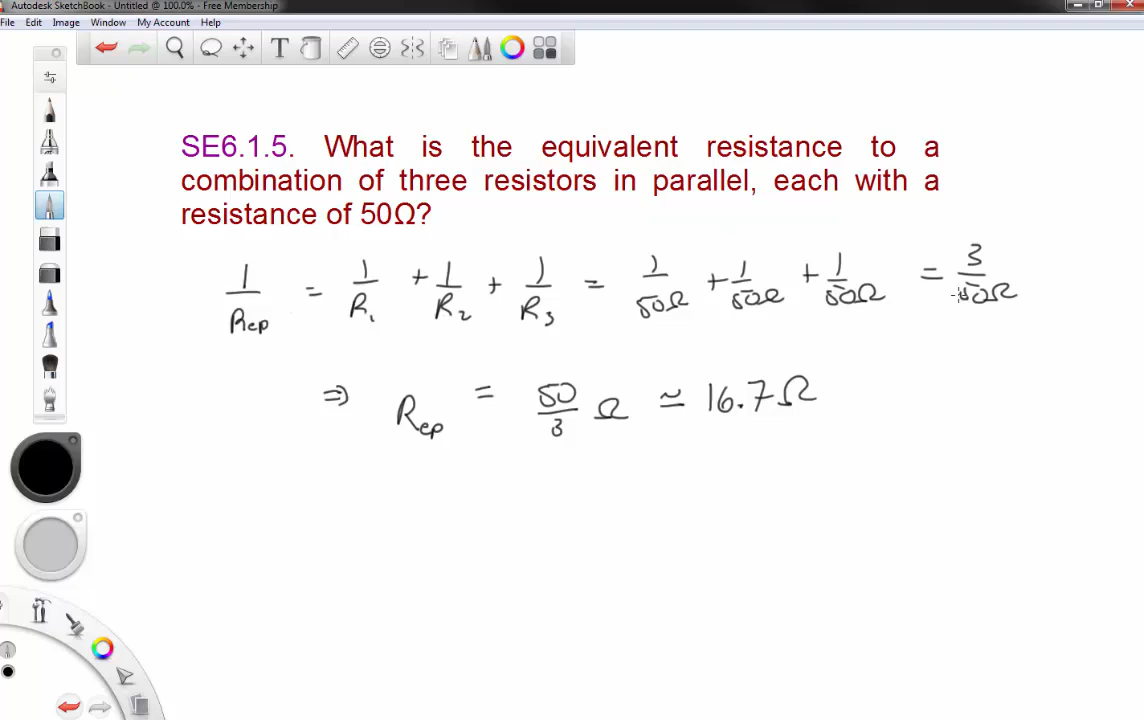 Autodesk SketchBook - Untitled @ 100.0% - Free Membership
File Edit Image Window My Account Help
T
SE6.1.5. What is the equivalent resistance to a
combination of three resistors in parallel, each with a
resistance of 50Ω?
1/Rep = 1/R1 + 1/R2 + 1/R3 = 1/50Ω + 1/50Ω + 1/50Ω = 3/50Ω
⇒ Rep = 50/3 Ω ≃ 16.7Ω